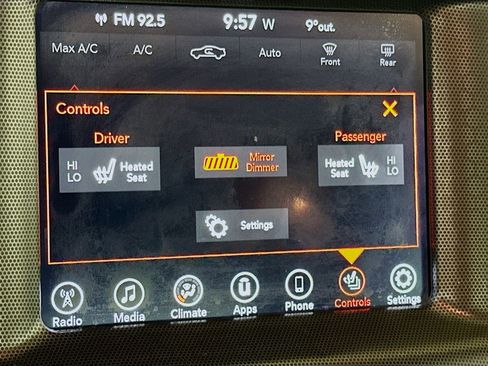 FM 92.5 9:57 W 9°out.
Max A/C A/C Auto Front Rear
Controls
Driver
Passenger
HI
LO
Heated
Seat
Mirror
Dimmer
Heated
Seat
HI
LO
Settings
Radio Media Climate Apps Phone Controls Settings